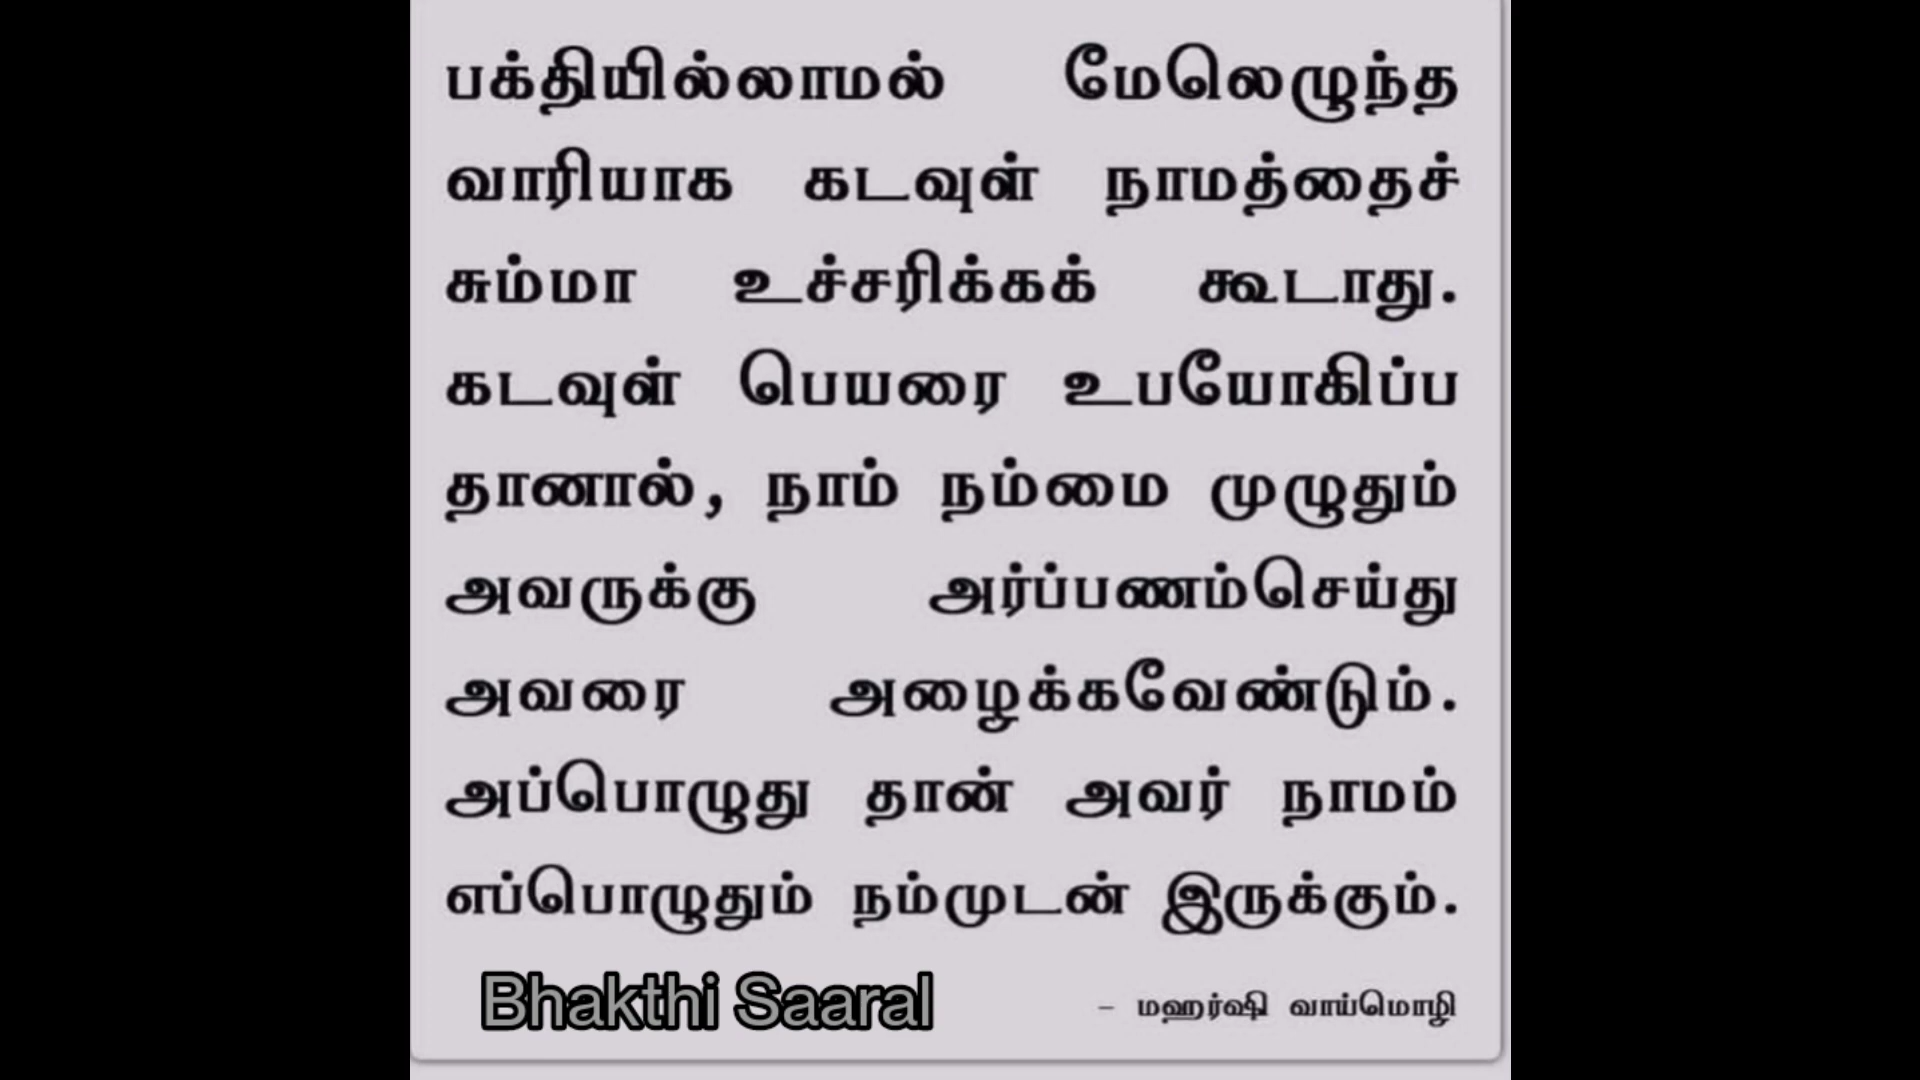 பக்தியில்லாமல் மேலெழுந்த
வாரியாக கடவுள் நாமத்தைச்
சும்மா உச்சரிக்கக் கூடாது.
கடவுள் பெயரை உபயோகிப்ப
தானால், நாம் நம்மை முழுதும்
அவருக்கு அர்ப்பணம்செய்து
அவரை அழைக்கவேண்டும்.
அப்பொழுது தான் அவர் நாமம்
எப்பொழுதும் நம்முடன் இருக்கும்.
Bhakthi Saaral
– மஹர்ஷி வாய்மொழி